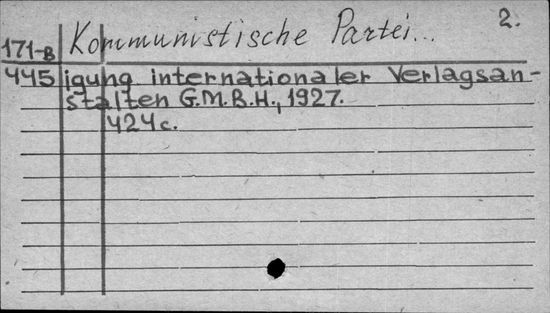 2.
171-B Kommunistische Partei...
445 igung internationaler Verlagsan-
stalten G.M.B.H., 1927.
424c.